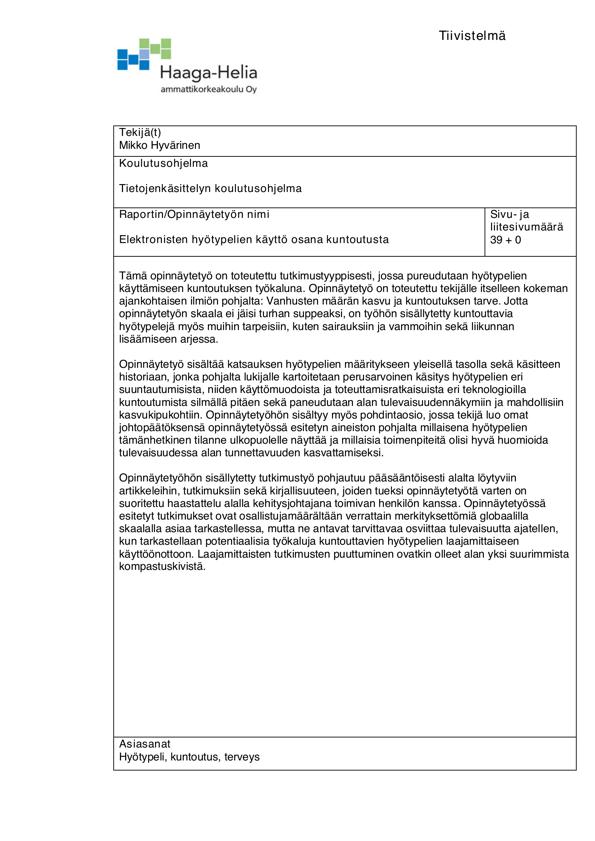 Tiivistelmä
Haaga-Helia
ammattikorkeakoulu Oy
Tekijä(t)
Mikko Hyvärinen
Koulutusohjelma
Tietojenkäsittelyn koulutusohjelma
Raportin/Opinnäytetyön nimi
Elektronisten hyötypelien käyttö osana kuntoutusta
Sivu- ja
liitesivumäärä
39 + 0
Tämä opinnäytetyö on toteutettu tutkimustyyppisesti, jossa pureudutaan hyötypelien
käyttämiseen kuntoutuksen työkaluna. Opinnäytetyö on toteutettu tekijälle itselleen kokeman
ajankohtaisen ilmiön pohjalta: Vanhusten määrän kasvu ja kuntoutuksen tarve. Jotta
opinnäytetyön skaala ei jäisi turhan suppeaksi, on työhön sisällytetty kuntouttavia
hyötypelejä myös muihin tarpeisiin, kuten sairauksiin ja vammoihin sekä liikunnan
lisäämiseen arjessa.
Opinnäytetyö sisältää katsauksen hyötypelien määritykseen yleisellä tasolla sekä käsitteen
historiaan, jonka pohjalta lukijalle kartoitetaan perusarvoinen käsitys hyötypelien eri
suuntautumisista, niiden käyttömuodoista ja toteuttamisratkaisuista eri teknologioilla
kuntoutumista silmällä pitäen sekä paneudutaan alan tulevaisuudennäkymiin ja mahdollisiin
kasvukipukohtiin. Opinnäytetyöhön sisältyy myös pohdintaosio, jossa tekijä luo omat
johtopäätöksensä opinnäytetyössä esitetyn aineiston pohjalta millaisena hyötypelien
tämänhetkinen tilanne ulkopuolelle näyttää ja millaisia toimenpiteitä olisi hyvä huomioida
tulevaisuudessa alan tunnettavuuden kasvattamiseksi.
Opinnäytetyöhön sisällytetty tutkimustyö pohjautuu pääsääntöisesti alalta löytyviin
artikkeleihin, tutkimuksiin sekä kirjallisuuteen, joiden tueksi opinnäytetyötä varten on
suoritettu haastattelu alalla kehitysjohtajana toimivan henkilön kanssa. Opinnäytetyössä
esitetyt tutkimukset ovat osallistujamäärältään verrattain merkityksettömiä globaalilla
skaalalla asiaa tarkastellessa, mutta ne antavat tarvittavaa osviittaa tulevaisuutta ajatellen,
kun tarkastellaan potentiaalisia työkaluja kuntouttavien hyötypelien laajamittaiseen
käyttöönottoon. Laajamittaisten tutkimusten puuttuminen ovatkin olleet alan yksi suurimmista
kompastuskivistä.
Asiasanat
Hyötypeli, kuntoutus, terveys